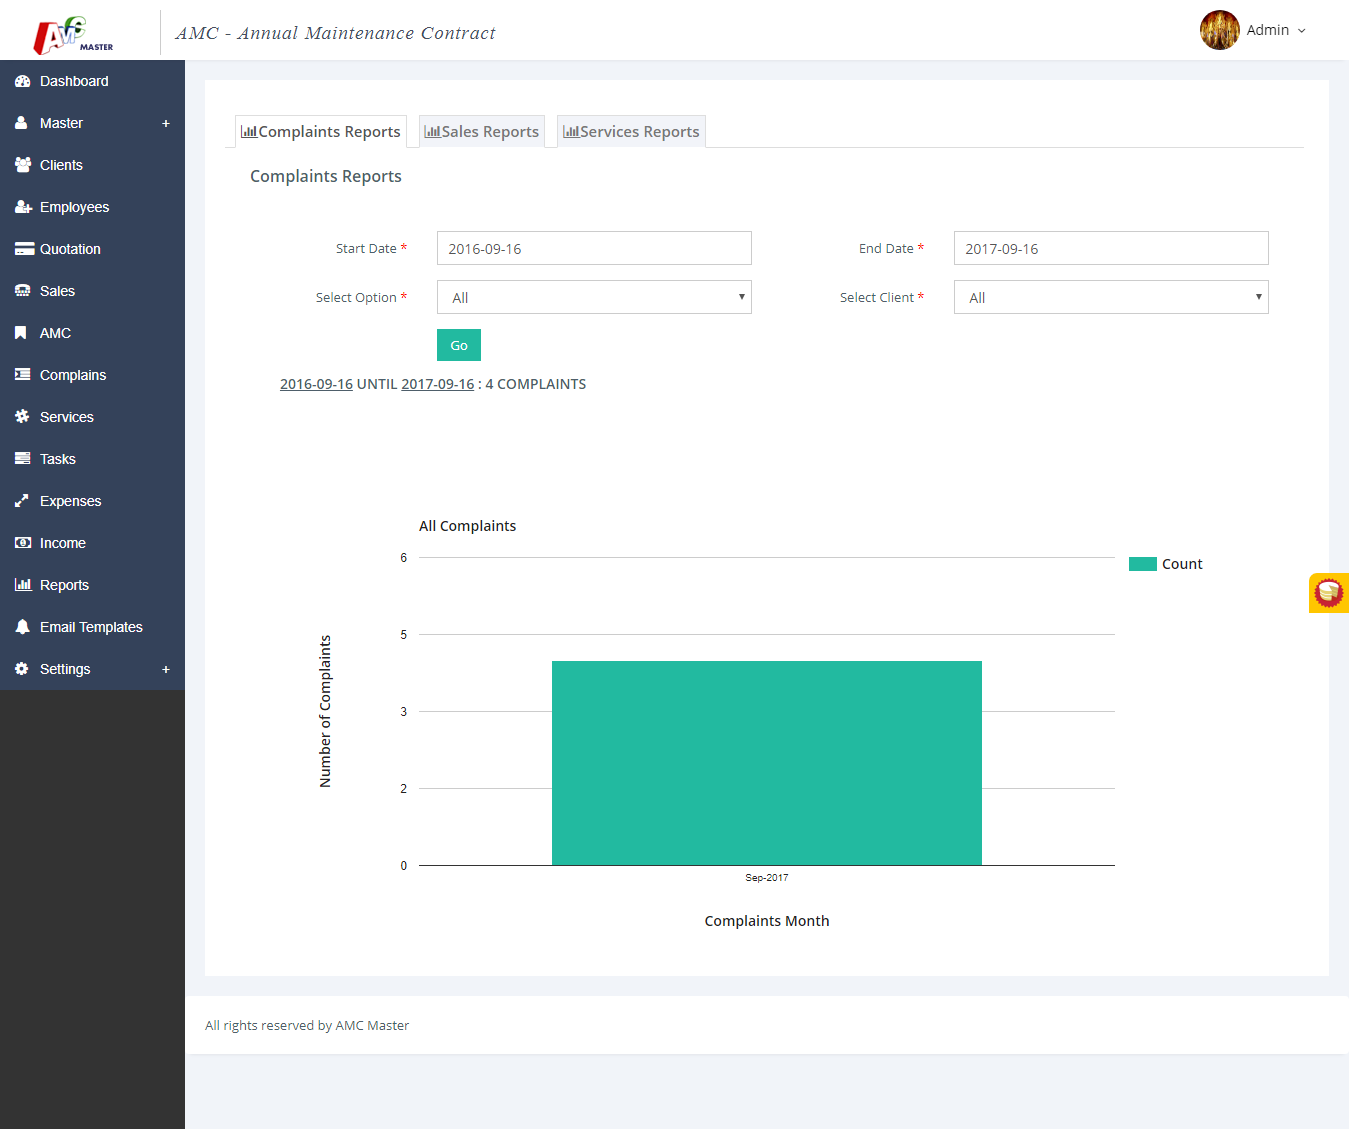 AMC MASTER
AMC - Annual Maintenance Contract
Admin
Dashboard
Master +
Clients
Employees
Quotation
Sales
AMC
Complains
Services
Tasks
Expenses
Income
Reports
Email Templates
Settings +
Complaints Reports Sales Reports Services Reports
Complaints Reports
Start Date * 2016-09-16 End Date * 2017-09-16
Select Option * All Select Client * All
Go
2016-09-16 UNTIL 2017-09-16 : 4 COMPLAINTS
All Complaints
6
5
3
2
0
Number of Complaints
Count
Sep-2017
Complaints Month
All rights reserved by AMC Master